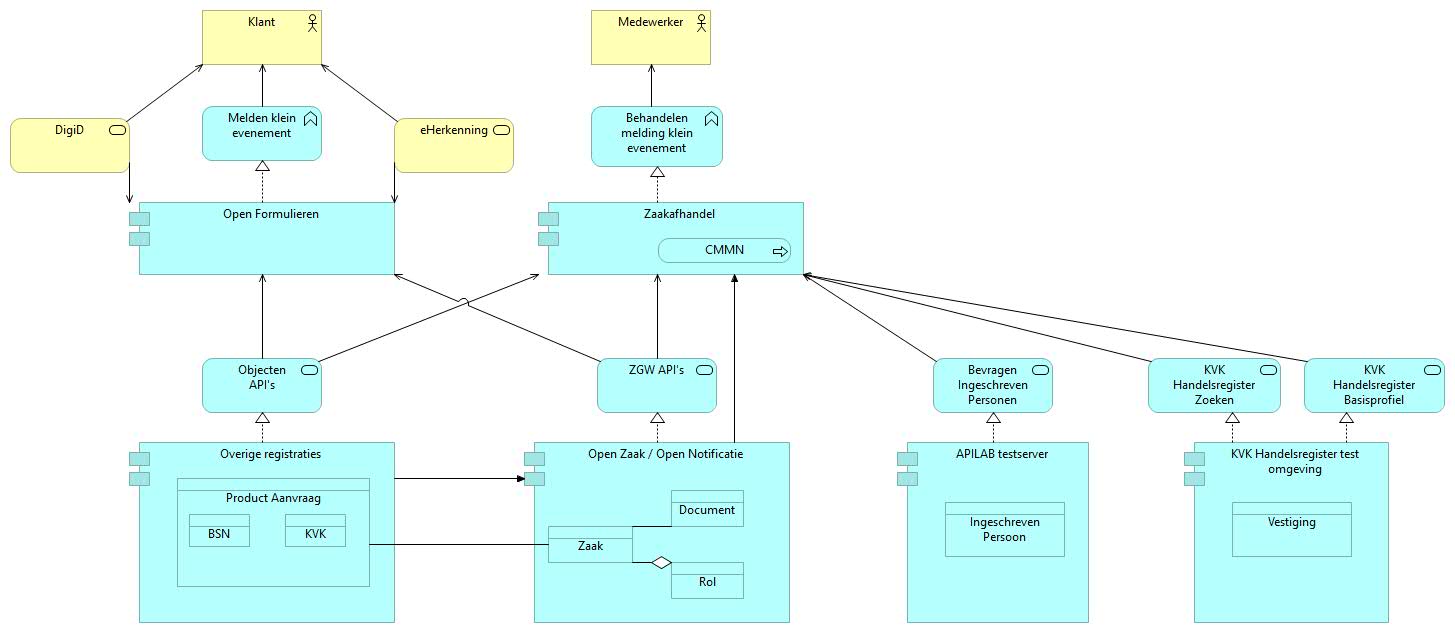 Klant
Medewerker
DigiD
Melden klein
evenement
eHerkenning
Behandelen
melding klein
evenement
Open Formulieren
Zaakafhandel
CMMN
Objecten
API's
ZGW API's
Bevragen
Ingeschreven
Personen
KVK
Handelsregister
Zoeken
KVK
Handelsregister
Basisprofiel
Overige registraties
Product Aanvraag
BSN
KVK
Open Zaak / Open Notificatie
Document
Zaak
Rol
APILAB testserver
Ingeschreven
Persoon
KVK Handelsregister test
omgeving
Vestiging